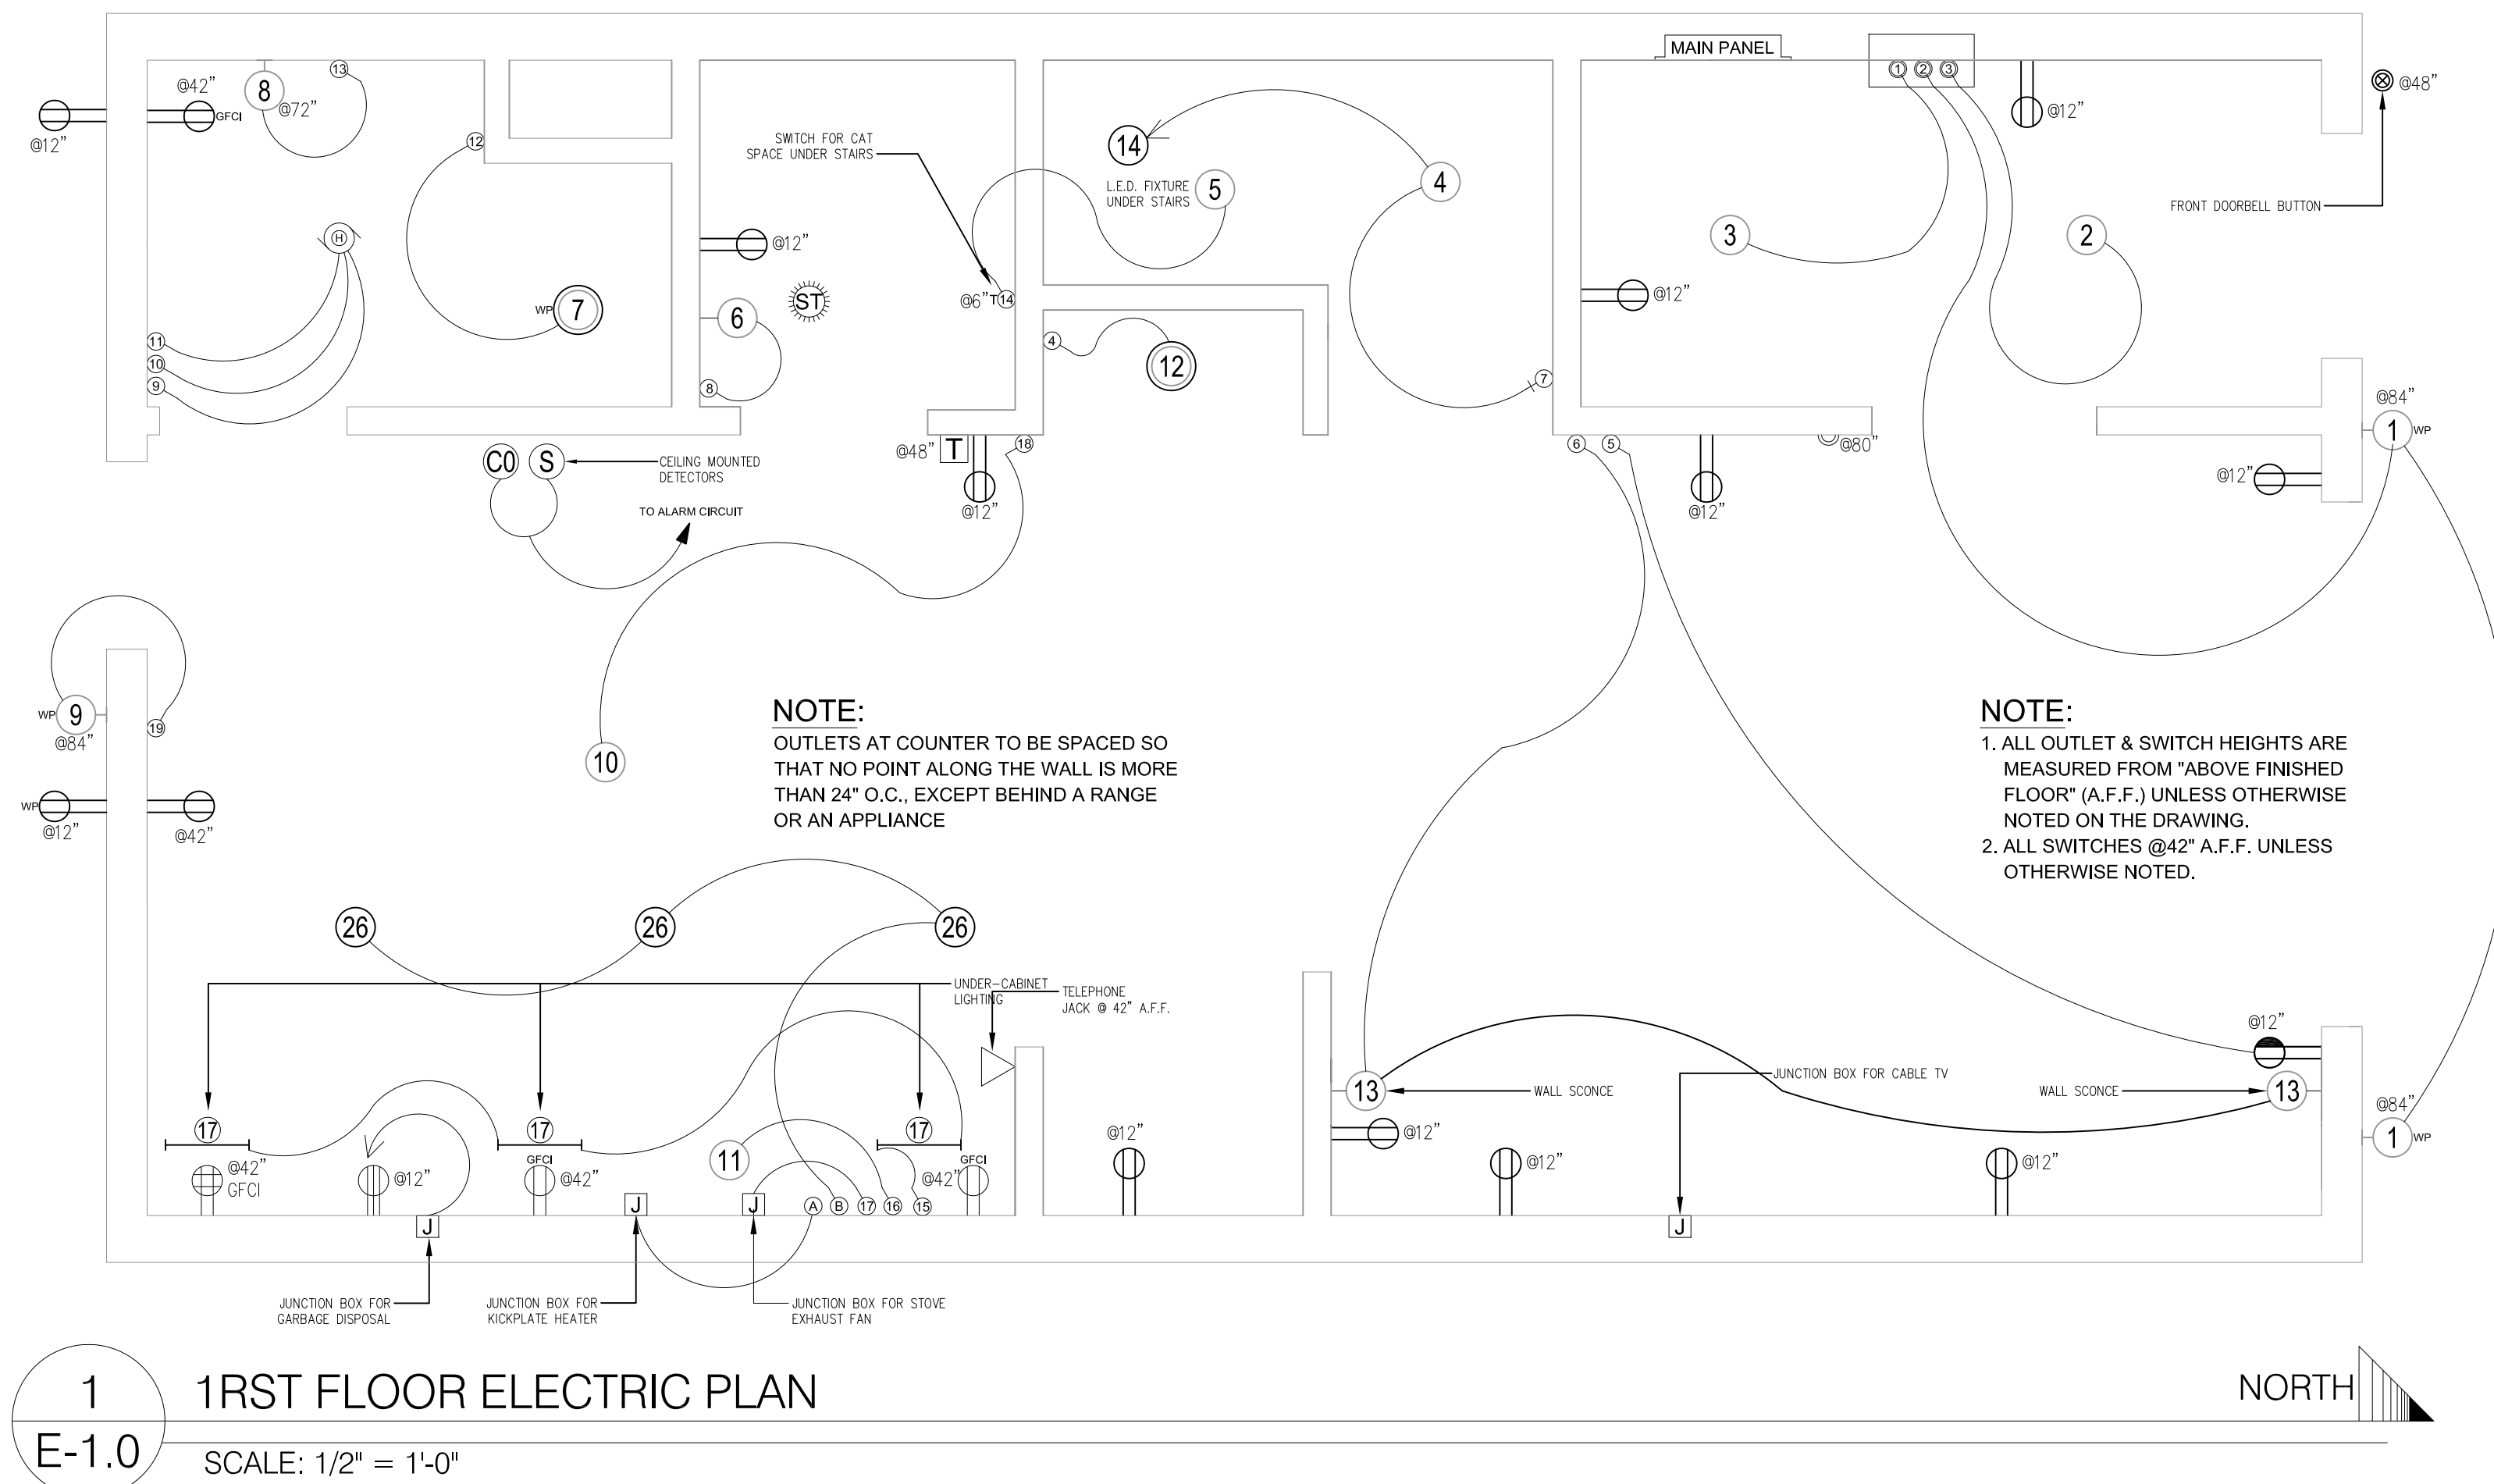 MAIN PANEL
1 2 3
@48"
@12"
13
@42"
8
@72"
GFCI
@12"
12
SWITCH FOR CAT
SPACE UNDER STAIRS
14
L.E.D. FIXTURE
UNDER STAIRS
5
4
3
2
FRONT DOORBELL BUTTON
H
@12"
WP 7
ST
6
@6" T 14
@12"
11
10
9
8
4
12
7
@84"
1 WP
CO S
CEILING MOUNTED
DETECTORS
TO ALARM CIRCUIT
@48" T
18
@12"
6 5
@12"
@80"
@12"
WP 9
@84"
19
10
WP
@12"
@42"
NOTE:
OUTLETS AT COUNTER TO BE SPACED SO
THAT NO POINT ALONG THE WALL IS MORE
THAN 24" O.C., EXCEPT BEHIND A RANGE
OR AN APPLIANCE
NOTE:
1. ALL OUTLET & SWITCH HEIGHTS ARE
MEASURED FROM "ABOVE FINISHED
FLOOR" (A.F.F.) UNLESS OTHERWISE
NOTED ON THE DRAWING.
2. ALL SWITCHES @42" A.F.F. UNLESS
OTHERWISE NOTED.
26 26 26
UNDER-CABINET
LIGHTING
TELEPHONE
JACK @ 42" A.F.F.
@12"
13
WALL SCONCE
JUNCTION BOX FOR CABLE TV
WALL SCONCE
13
@84"
1 WP
17 17 17
@42"
GFCI
@12"
GFCI
@42"
11
@42"
GFCI
@12"
@12"
@12"
@12"
J J J A B 17 16 15
J
JUNCTION BOX FOR
GARBAGE DISPOSAL
JUNCTION BOX FOR
KICKPLATE HEATER
JUNCTION BOX FOR STOVE
EXHAUST FAN
1
E-1.0
1RST FLOOR ELECTRIC PLAN
NORTH
SCALE: 1/2" = 1'-0"